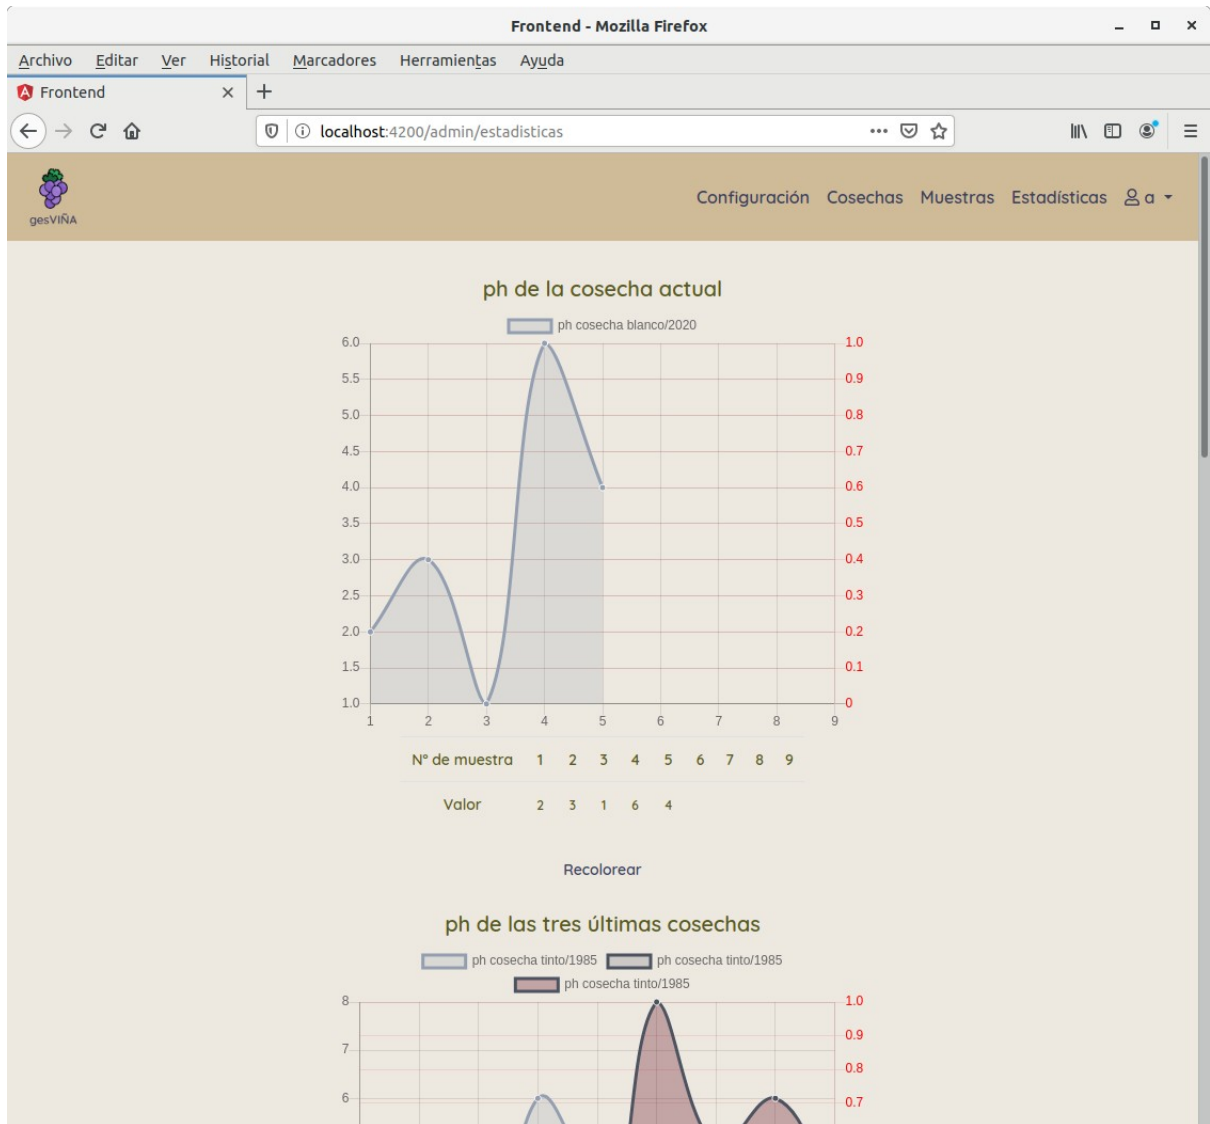 Frontend - Mozilla Firefox
Archivo Editar Ver Historial Marcadores Herramientas Ayuda
Frontend
localhost:4200/admin/estadisticas
gesVIÑA
Configuración Cosechas Muestras Estadísticas a
ph de la cosecha actual
ph cosecha blanco/2020
6.0 1.0
5.5 0.9
5.0 0.8
4.5 0.7
4.0 0.6
3.5 0.5
3.0 0.4
2.5 0.3
2.0 0.2
1.5 0.1
1.0 0
1 2 3 4 5 6 7 8 9
Nº de muestra 1 2 3 4 5 6 7 8 9
Valor 2 3 1 6 4
Recolorear
ph de las tres últimas cosechas
ph cosecha tinto/1985 ph cosecha tinto/1985
ph cosecha tinto/1985
8 1.0
0.9
7
0.8
6 0.7